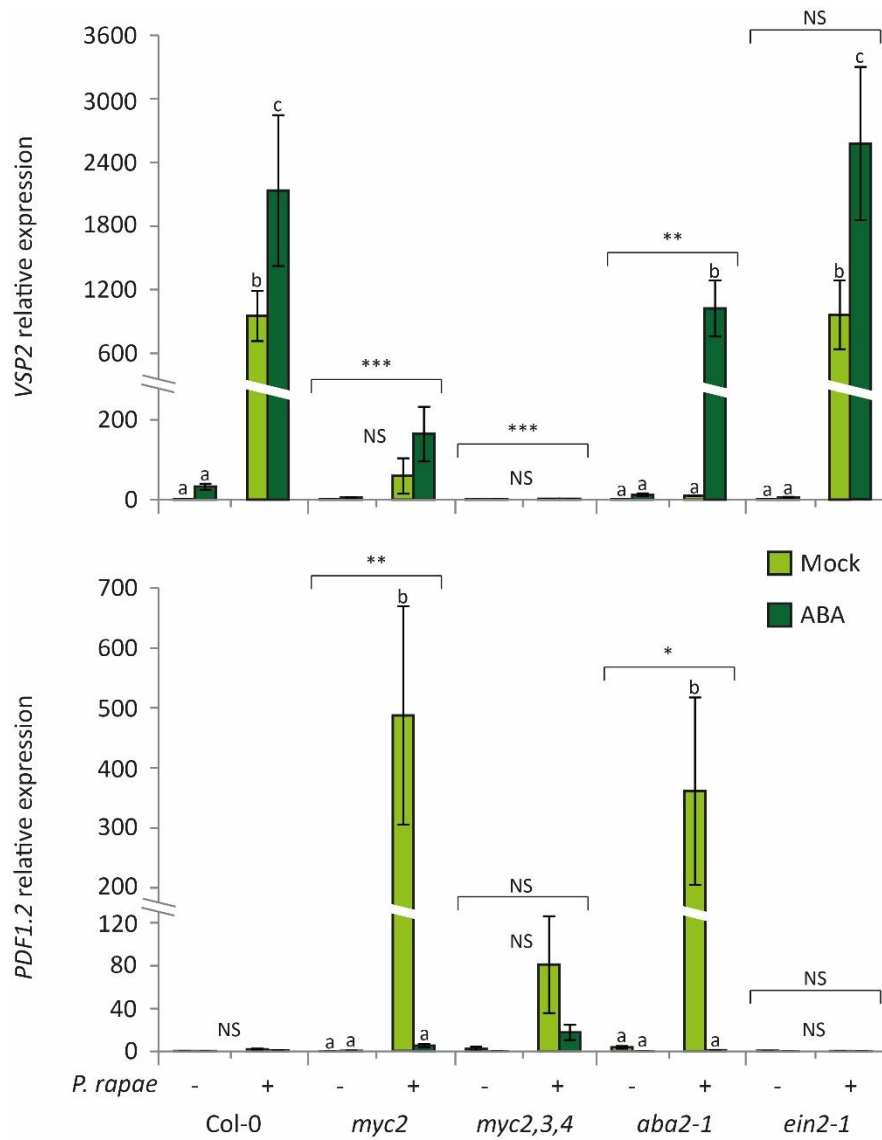 VSP2 relative expression
3600
3000
2400
1800
1200
600
200
0
a a b c
*** NS
*** NS
** a a a b
NS a a b c
Mock
ABA
PDF1.2 relative expression
700
600
500
400
300
200
120
80
40
0
NS
** a a b a
NS NS
* a a b a
NS NS
P. rapae - + - + - + - + - +
Col-0 myc2 myc2,3,4 aba2-1 ein2-1